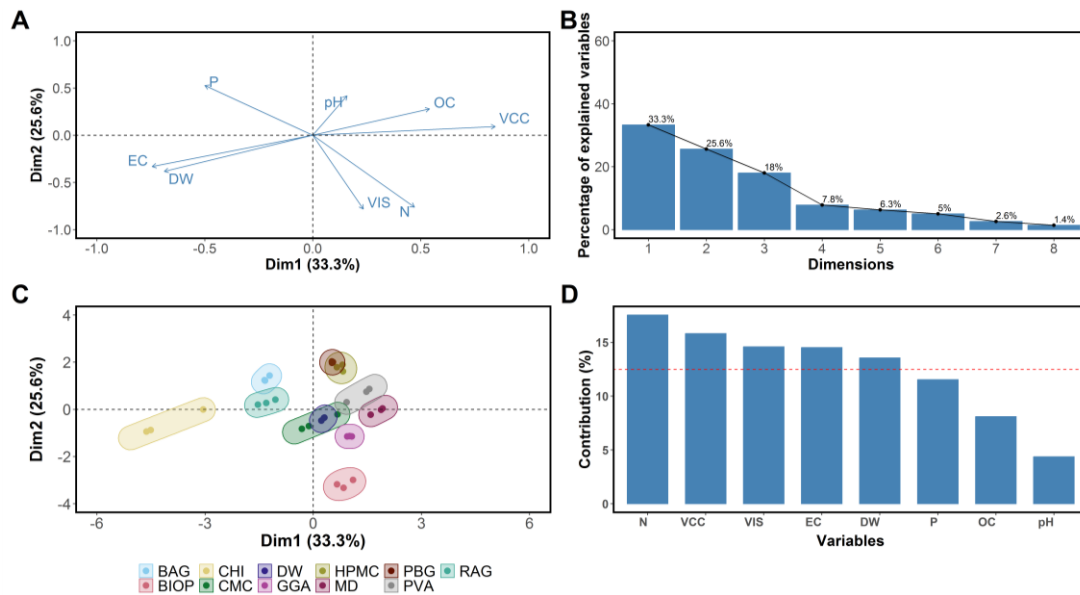 A
1.0
0.5
0.0
-0.5
-1.0
Dim2 (25.6%)
P
pH
OC
VCC
EC
DW
VIS
N
-1.0 -0.5 0.0 0.5 1.0
Dim1 (33.3%)
B
60
40
20
0
Percentage of explained variables
33.3%
25.6%
18%
7.8%
6.3%
5%
2.6%
1.4%
1 2 3 4 5 6 7 8
Dimensions
C
4
2
0
-2
-4
Dim2 (25.6%)
-6 -3 0 3 6
Dim1 (33.3%)
BAG CHI DW HPMC PBG RAG
BIOP CMC GGA MD PVA
D
15
10
5
0
Contribution (%)
N VCC VIS EC DW P OC pH
Variables